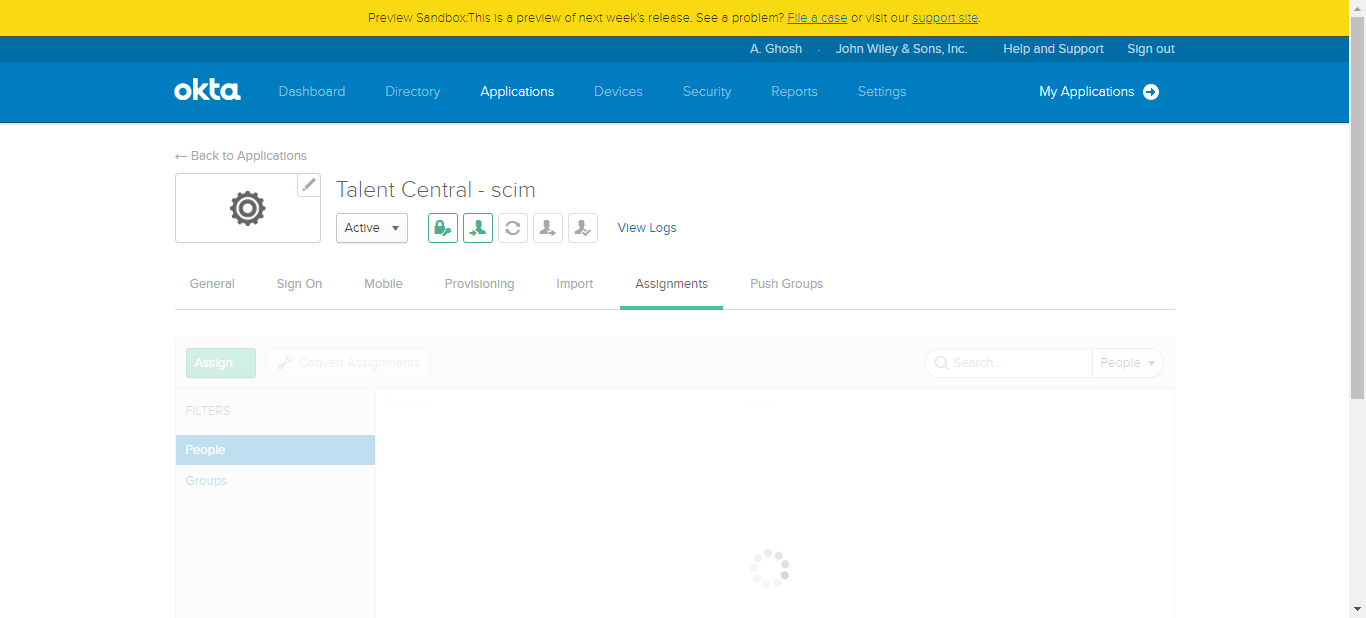 Preview Sandbox:This is a preview of next week's release. See a problem? File a case or visit our support site.
A. Ghosh · John Wiley & Sons, Inc. Help and Support Sign out
okta Dashboard Directory Applications Devices Security Reports Settings My Applications
← Back to Applications
Talent Central - scim
Active View Logs
General Sign On Mobile Provisioning Import Assignments Push Groups
Assign Convert Assignments Search... People
FILTERS
People
Groups